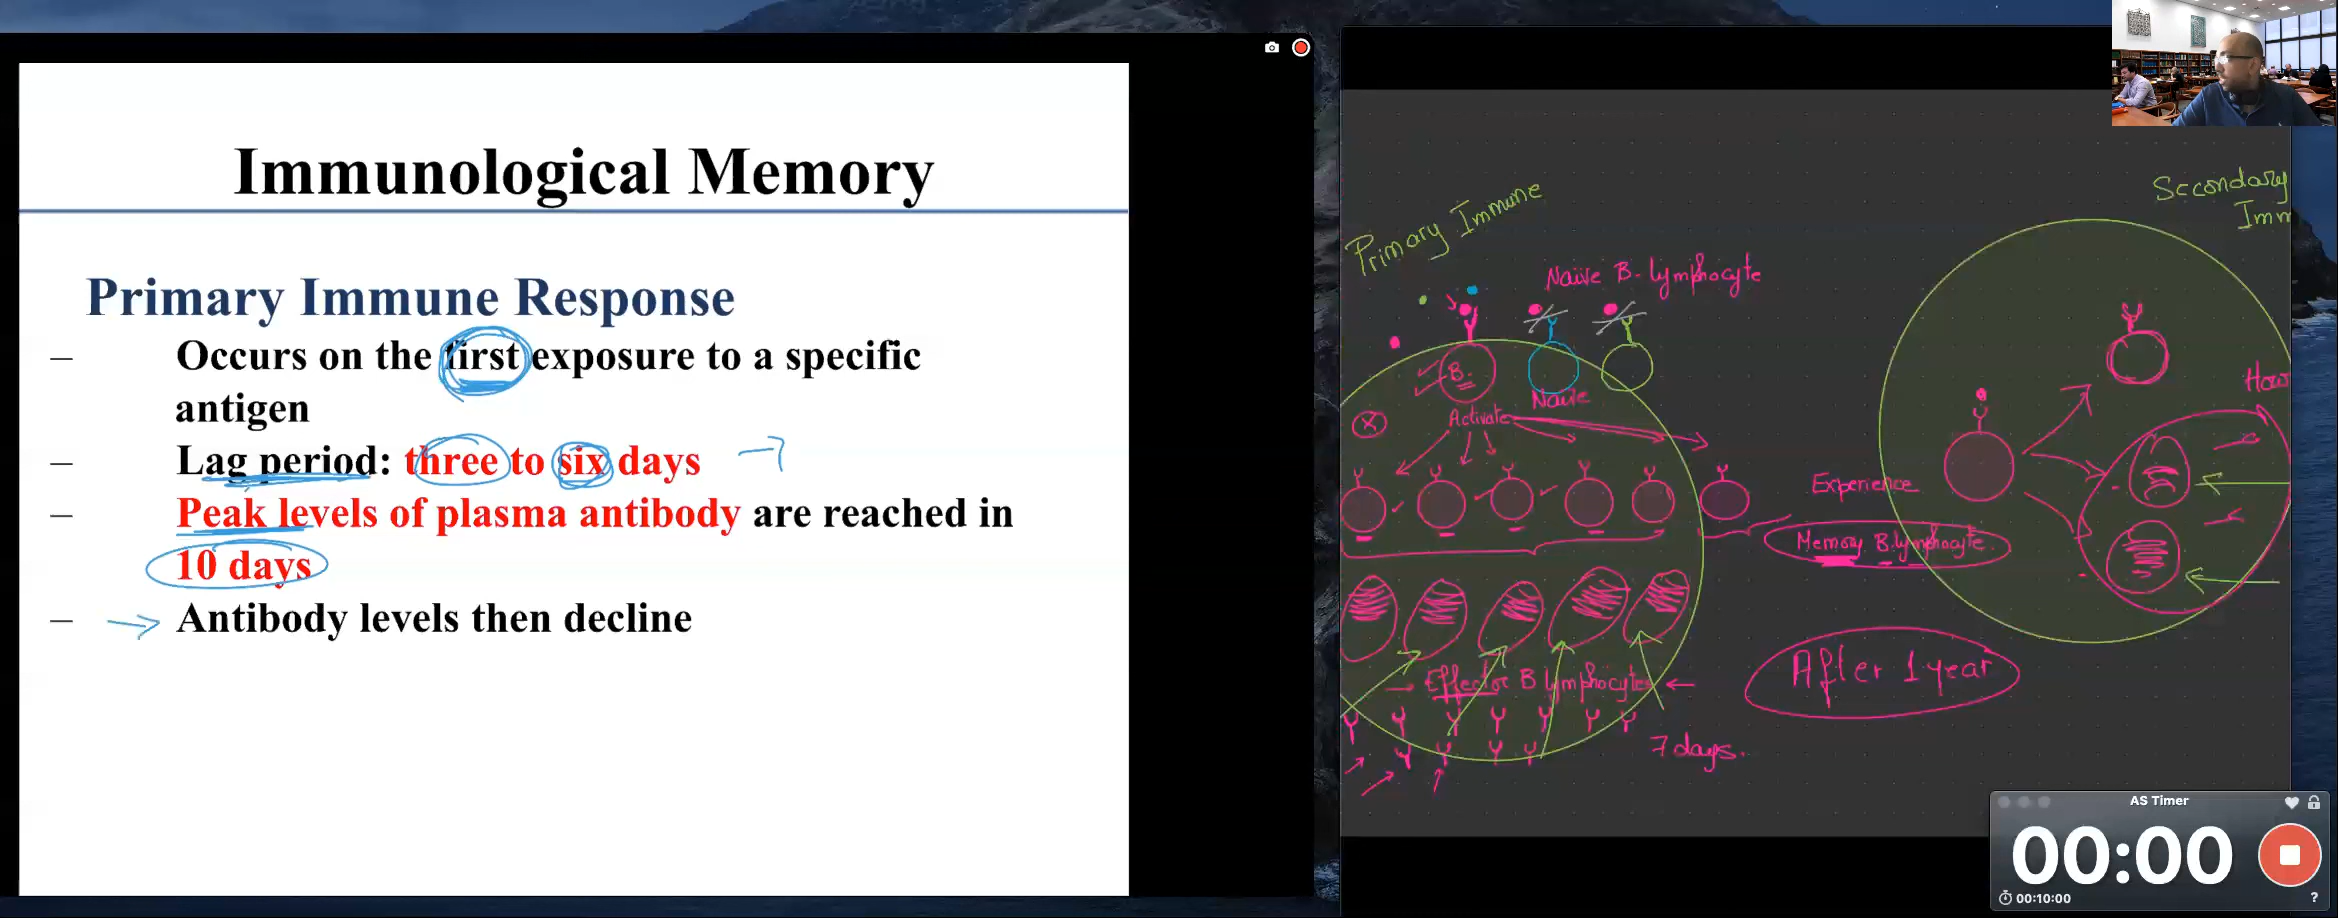 Immunological Memory
Primary Immune Response
— Occurs on the first exposure to a specific
antigen
— Lag period: three to six days
— Peak levels of plasma antibody are reached in
10 days
— Antibody levels then decline
Primary Immune
Naive B. lymphocyte
B.
Naive
Activate
Experience
Memory B. lymphocyte.
Effector B lymphocytes
7 days.
After 1 year
Secondary
Imm
How
AS Timer
00:00
00:10:00
?